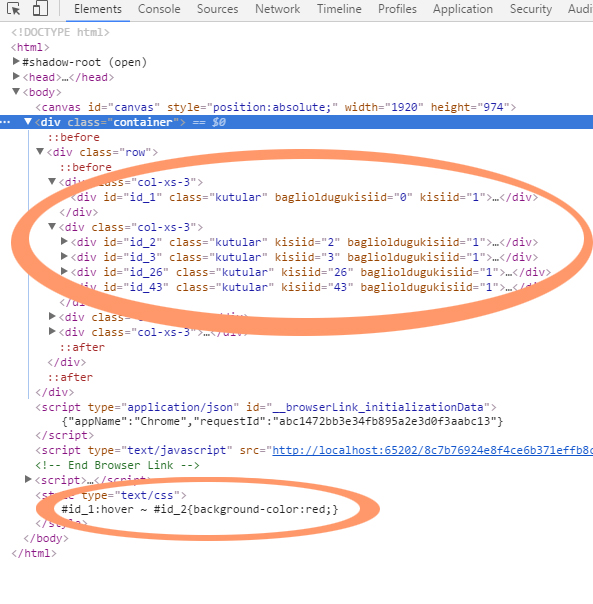 Elements Console Sources Network Timeline Profiles Application Security Audi
<!DOCTYPE html>
<html>
#shadow-root (open)
<head>…</head>
<body>
<canvas id="canvas" style="position:absolute;" width="1920" height="974">
<div class="container"> == $0
::before
<div class="row">
::before
<div class="col-xs-3">
<div id="id_1" class="kutular" baglioldugukisiid="0" kisiid="1">…</div>
</div>
<div class="col-xs-3">
<div id="id_2" class="kutular" kisiid="2" baglioldugukisiid="1">…</div>
<div id="id_3" class="kutular" kisiid="3" baglioldugukisiid="1">…</div>
<div id="id_26" class="kutular" kisiid="26" baglioldugukisiid="1">…</div>
<div id="id_43" class="kutular" kisiid="43" baglioldugukisiid="1">…</div>
</div>
<div class="col-xs-3">…</div>
<div class="col-xs-3">…</div>
::after
</div>
::after
</div>
<script type="application/json" id="__browserLink_initializationData">
{"appName":"Chrome","requestId":"abc1472bb3e34fb895a2e3d0f3aabc13"}
</script>
<script type="text/javascript" src="http://localhost:65202/8c7b76924e8f4ce6b371effb8c
<!-- End Browser Link -->
<script>…</script>
<style type="text/css">
#id_1:hover ~ #id_2{background-color:red;}
</style>
</body>
</html>